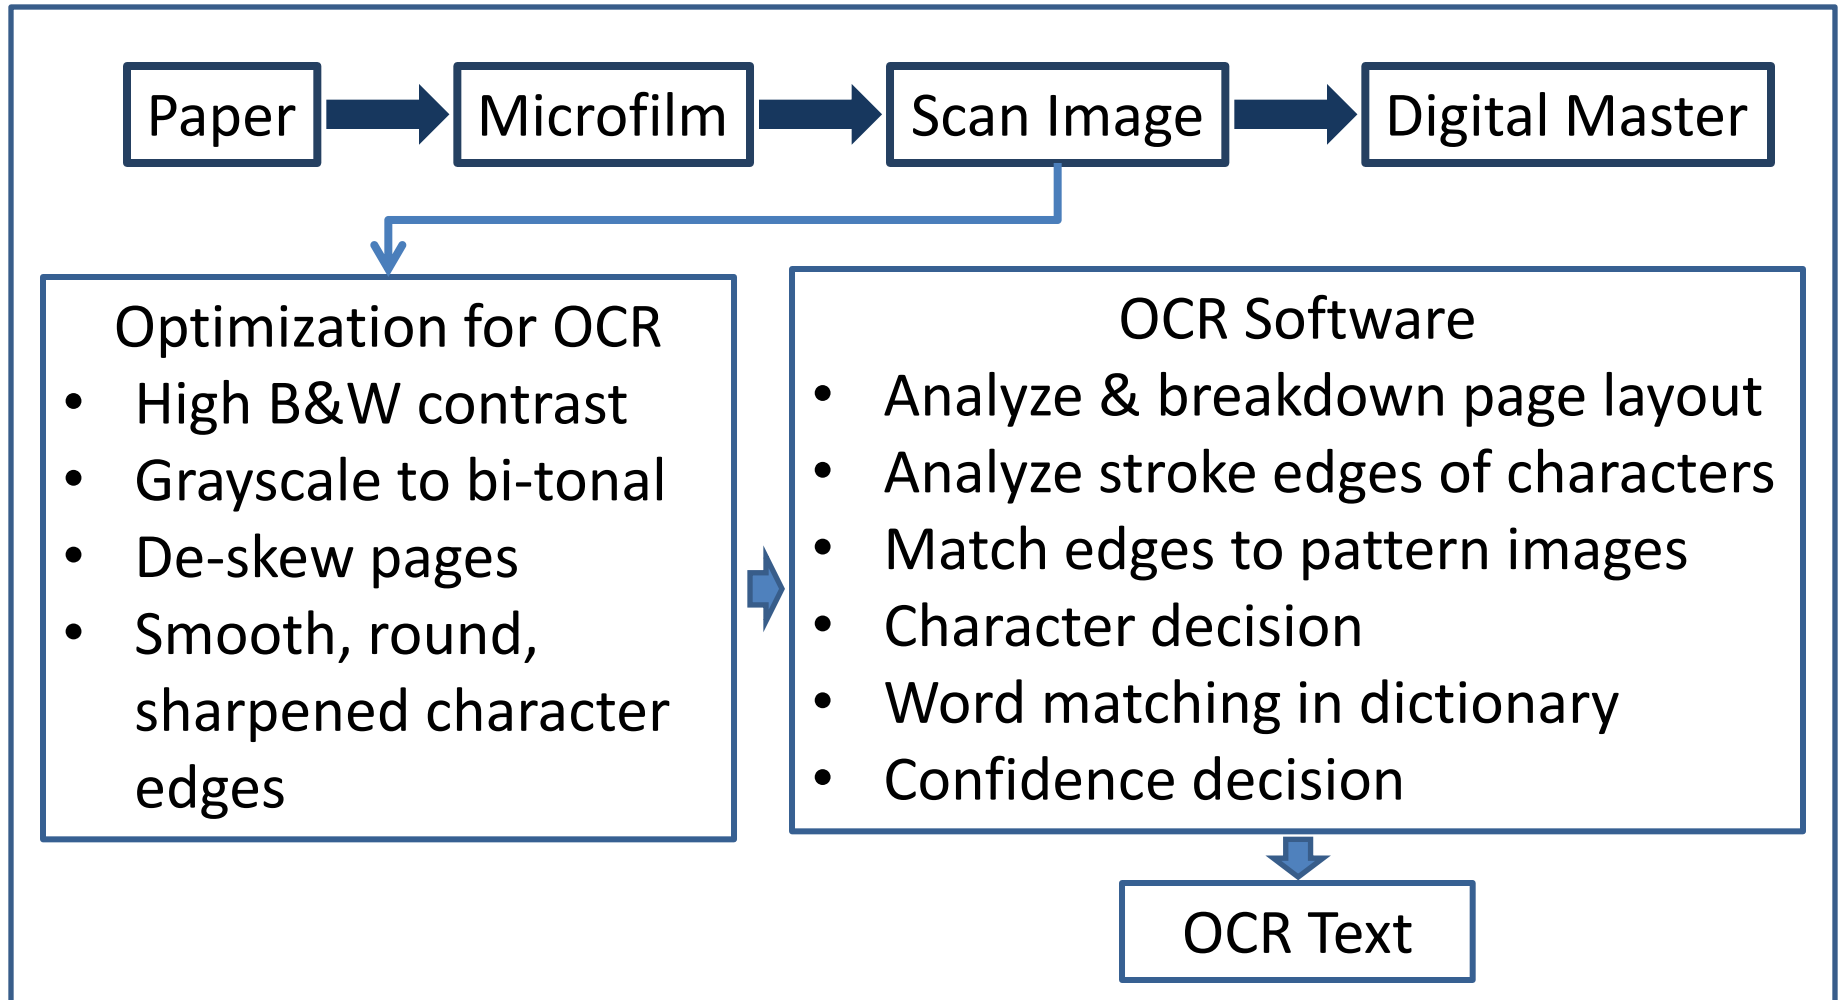 Paper
Microfilm
Scan Image
Digital Master
Optimization for OCR
• High B&W contrast
• Grayscale to bi-tonal
• De-skew pages
• Smooth, round,
sharpened character
edges
OCR Software
• Analyze & breakdown page layout
• Analyze stroke edges of characters
• Match edges to pattern images
• Character decision
• Word matching in dictionary
• Confidence decision
OCR Text